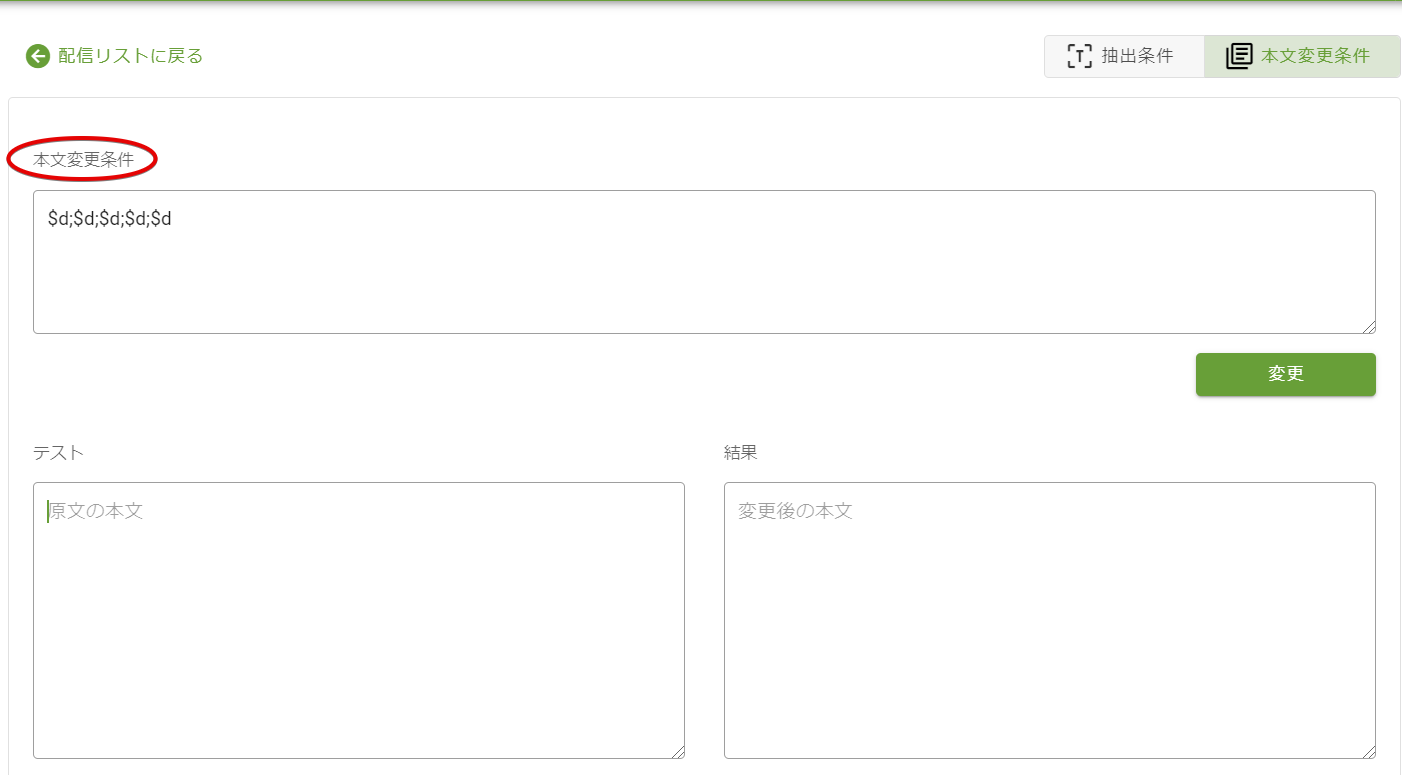 配信リストに戻る
抽出条件
本文変更条件
本文変更条件
$d;$d;$d;$d;$d
変更
テスト
結果
原文の本文
変更後の本文